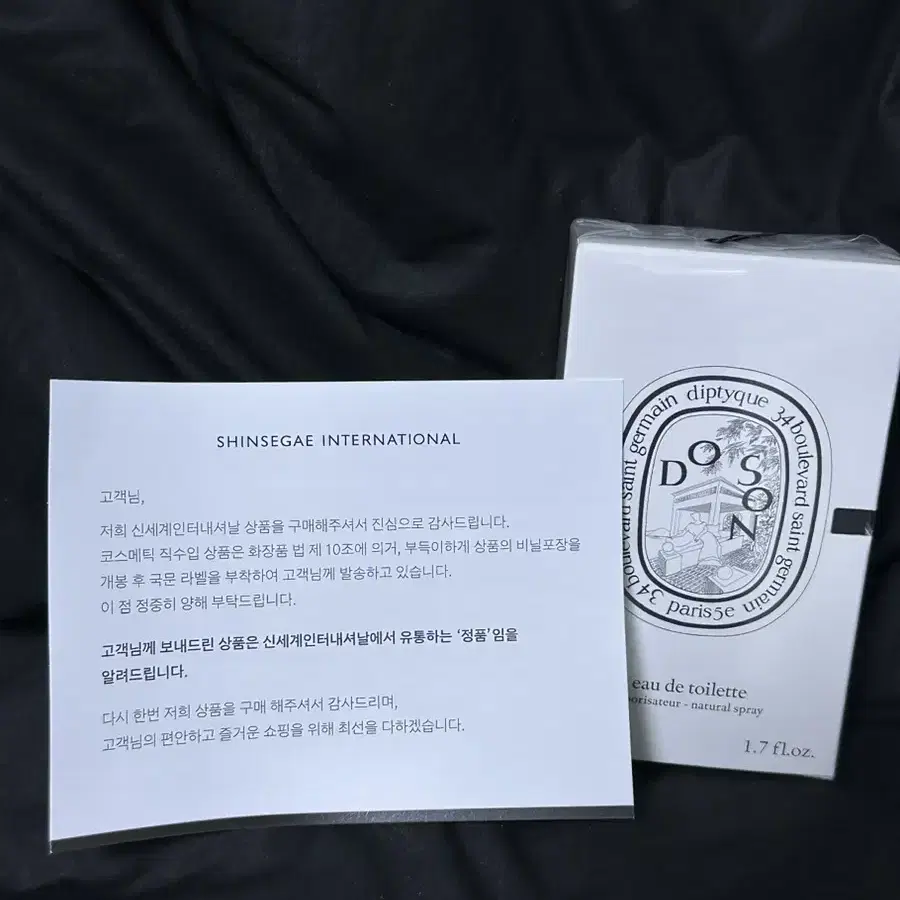 SHINSEGAE INTERNATIONAL
고객님,
저희 신세계인터내셔날 상품을 구매해주셔서 진심으로 감사드립니다.
코스메틱 직수입 상품은 화장품 법 제 10조에 의거, 부득이하게 상품의 비닐포장을
개봉 후 국문 라벨을 부착하여 고객님께 발송하고 있습니다.
이 점 정중히 양해 부탁드립니다.
고객님께 보내드린 상품은 신세계인터내셔날에서 유통하는 ‘정품’임을
알려드립니다.
다시 한번 저희 상품을 구매 해주셔서 감사드리며,
고객님의 편안하고 즐거운 쇼핑을 위해 최선을 다하겠습니다.
diptyque 34 boulevard saint germain paris5e 34 boulevard saint germain
DO SON
eau de toilette
natural spray
1.7 fl.oz.